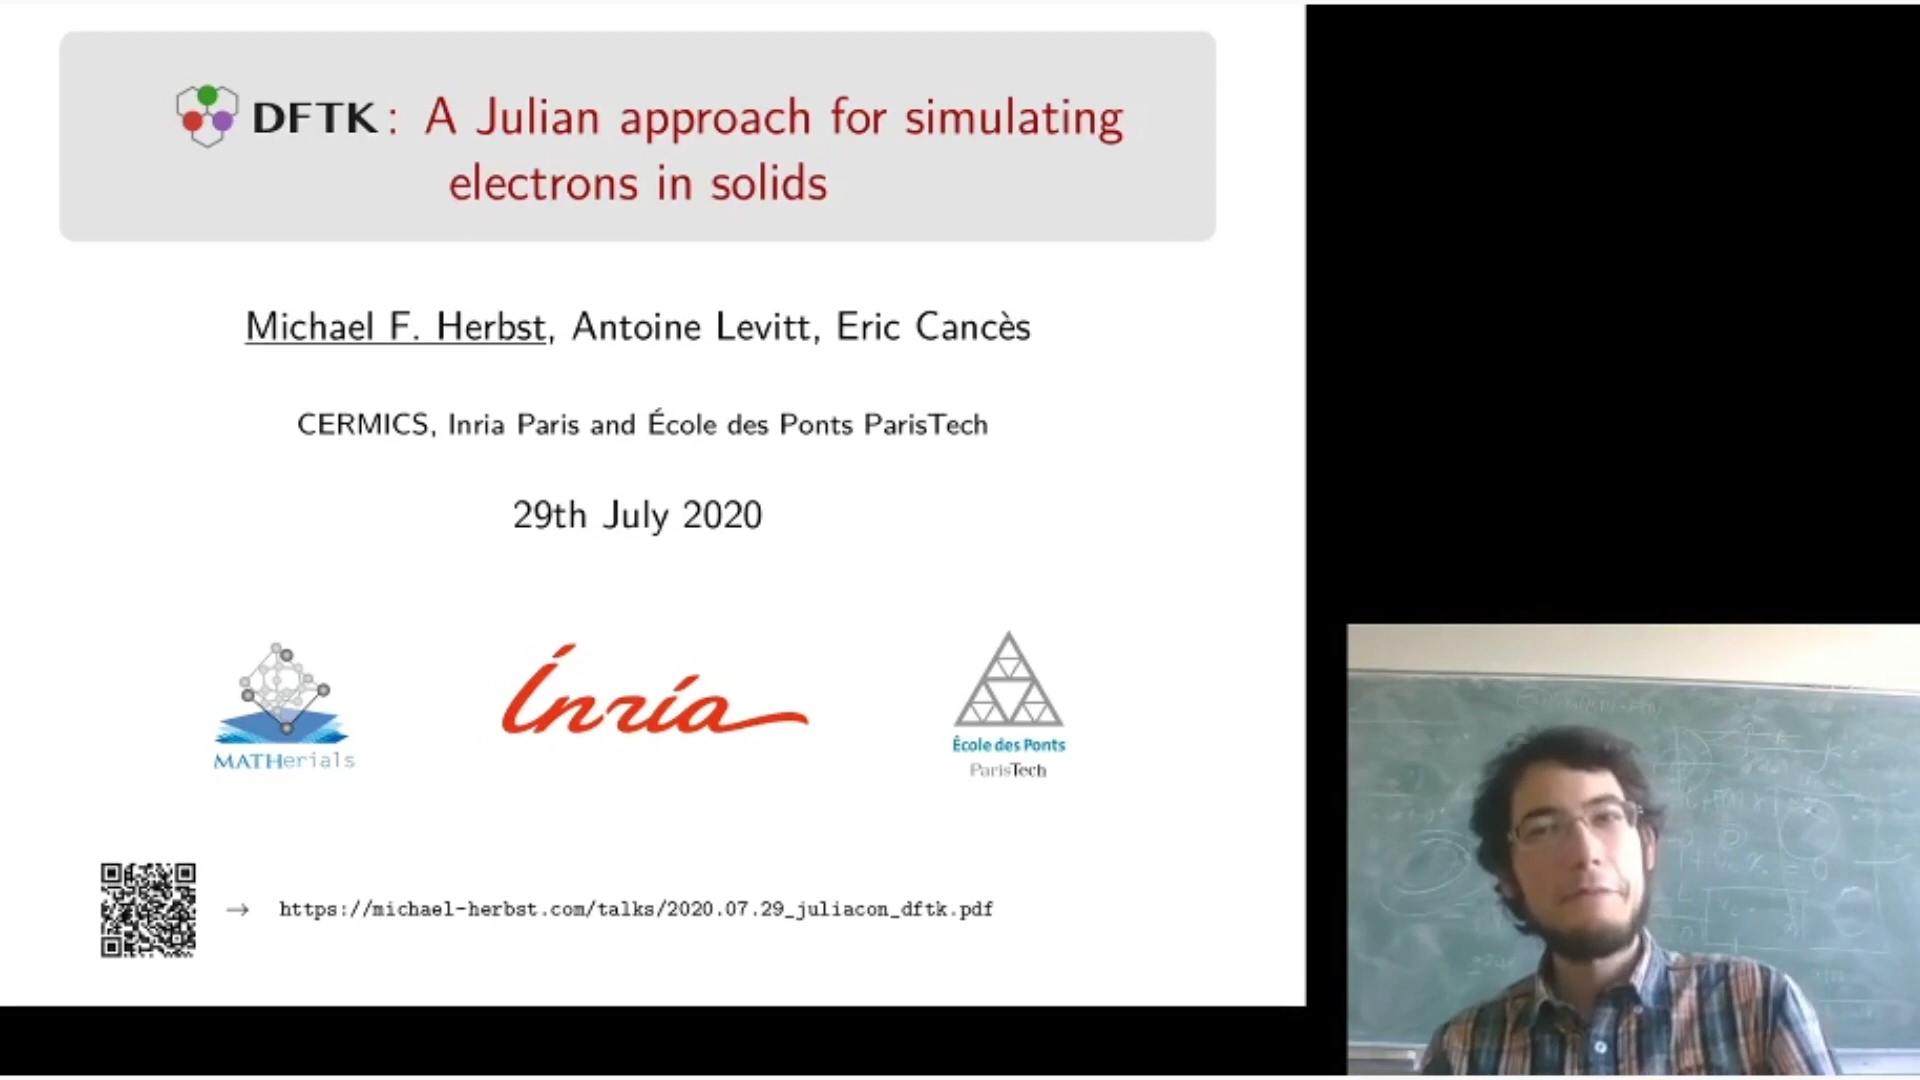 DFTK: A Julian approach for simulating
electrons in solids
Michael F. Herbst, Antoine Levitt, Eric Cancès
CERMICS, Inria Paris and École des Ponts ParisTech
29th July 2020
MATHerials
Inría
École des Ponts
ParisTech
→ https://michael-herbst.com/talks/2020.07.29_juliacon_dftk.pdf